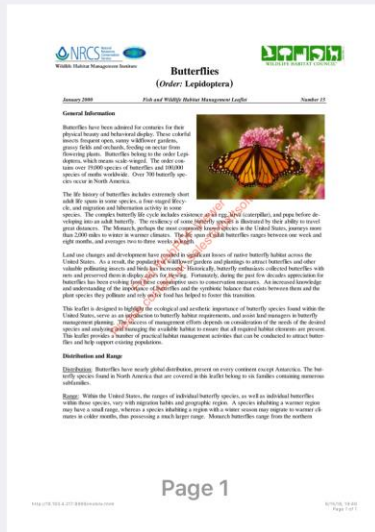 NRCS
Natural
Resources
Conservation
Service
WILDLIFE HABITAT COUNCIL
Wildlife Habitat Management Institute
Butterflies
(Order: Lepidoptera)
January 2000 Fish and Wildlife Habitat Management Leaflet Number 15
General Information
Butterflies have been admired for centuries for their
physical beauty and behavioral display. These colorful
insects frequent open, sunny wildflower gardens,
grassy fields and orchards, feeding on nectar from
flowering plants. Butterflies belong to the order Lepi-
doptera, which means scale-winged. The order con-
tains over 19,000 species of butterflies and 100,000
species of moths worldwide. Over 700 butterfly spe-
cies occur in North America.
The life history of butterflies includes extremely short
adult life spans in some species, a four-staged lifecy-
cle, and migration and hibernation activity in some
species. The complex butterfly life cycle includes existence as an egg, larva (caterpillar), and pupa before de-
veloping into an adult butterfly. The resiliency of some butterfly species is illustrated by their ability to travel
great distances. The Monarch, perhaps the most commonly known species in the United States, journeys more
than 2,000 miles to winter in warmer climates. The life span of adult butterflies ranges between one week and
eight months, and averages two to three weeks in length.
Land use changes and development have resulted in significant losses of native butterfly habitat across the
United States. As a result, the popularity of wildflower gardens and plantings to attract butterflies and other
valuable pollinating insects and birds has increased. Historically, butterfly enthusiasts collected butterflies with
nets and preserved them in display cases for viewing. Fortunately, during the past few decades appreciation for
butterflies has been evolving from these consumptive uses to conservation measures. An increased knowledge
and understanding of the importance of butterflies and the symbiotic balance that exists between them and the
plant species they pollinate and rely on for food has helped to foster this transition.
This leaflet is designed to highlight the ecological and aesthetic importance of butterfly species found within the
United States, serve as an introduction to butterfly habitat requirements, and assist land managers in butterfly
management planning. The success of management efforts depends on consideration of the needs of the desired
species and analyzing and managing the available habitat to ensure that all required habitat elements are present.
This leaflet provides a number of practical habitat management activities that can be conducted to attract butter-
flies and help support existing populations.
Distribution and Range
Distribution: Butterflies have nearly global distribution, present on every continent except Antarctica. The but-
terfly species found in North America that are covered in this leaflet belong to six families containing numerous
subfamilies.
Range: Within the United States, the ranges of individual butterfly species, as well as individual butterflies
within those species, vary with migration habits and geographic region. A species inhabiting a warmer region
may have a small range, whereas a species inhabiting a region with a winter season may migrate to warmer cli-
mates in colder months, thus possessing a much larger range. Monarch butterflies range from the northern
Page 1
Page 1 of 1